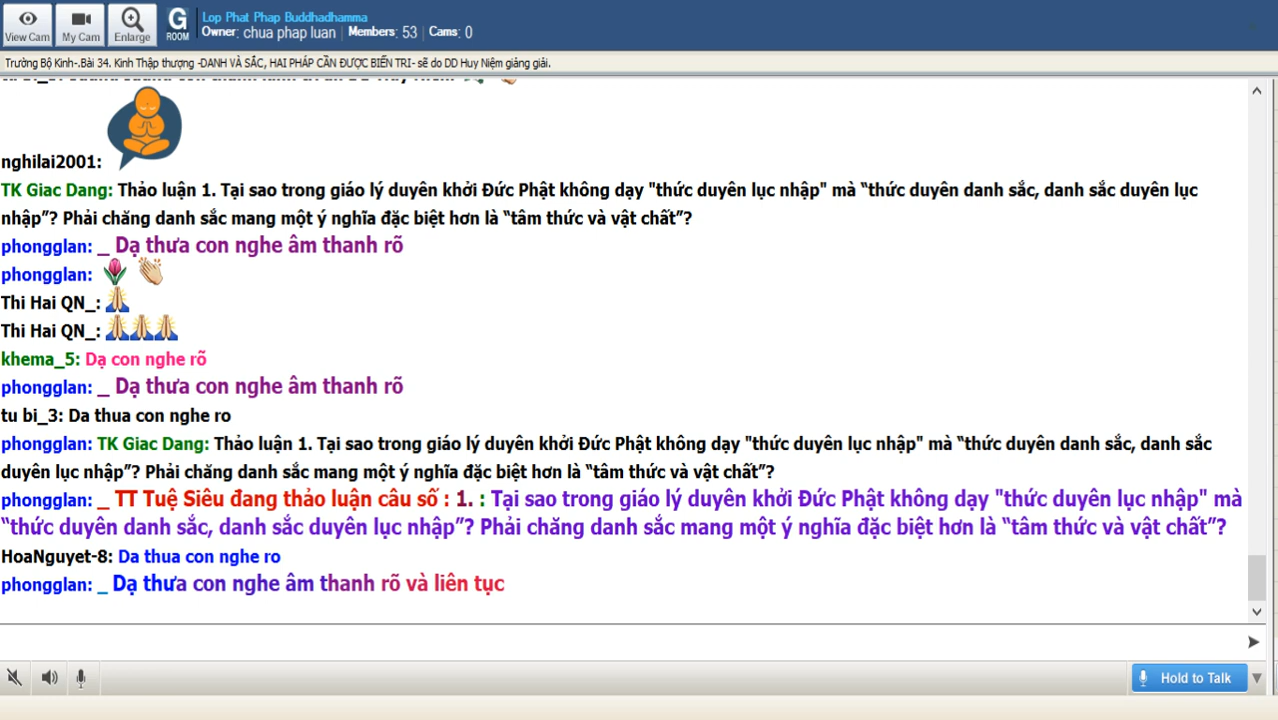 Lop Phat Phap Buddhadhamma
View Cam My Cam Enlarge G ROOM Owner: chua phap luan | Members: 53 | Cams: 0
Trường Bộ Kinh-.Bài 34. Kinh Thập thượng -DANH VÀ SẮC, HAI PHÁP CẦN ĐƯỢC BIẾN TRI- sẽ do DD Huy Niệm giảng giải.
nghilai2001:
TK Giac Dang: Thảo luận 1. Tại sao trong giáo lý duyên khởi Đức Phật không dạy "thức duyên lục nhập" mà “thức duyên danh sắc, danh sắc duyên lục
nhập”? Phải chăng danh sắc mang một ý nghĩa đặc biệt hơn là “tâm thức và vật chất”?
phongglan: _ Dạ thưa con nghe âm thanh rõ
phongglan:
Thi Hai QN_:
Thi Hai QN_:
khema_5: Dạ con nghe rõ
phongglan: _ Dạ thưa con nghe âm thanh rõ
tu bi_3: Da thua con nghe ro
phongglan: TK Giac Dang: Thảo luận 1. Tại sao trong giáo lý duyên khởi Đức Phật không dạy "thức duyên lục nhập" mà “thức duyên danh sắc, danh sắc
duyên lục nhập”? Phải chăng danh sắc mang một ý nghĩa đặc biệt hơn là “tâm thức và vật chất”?
phongglan: _ TT Tuệ Siêu đang thảo luận câu số : 1. : Tại sao trong giáo lý duyên khởi Đức Phật không dạy "thức duyên lục nhập" mà
“thức duyên danh sắc, danh sắc duyên lục nhập”? Phải chăng danh sắc mang một ý nghĩa đặc biệt hơn là “tâm thức và vật chất”?
HoaNguyet-8: Da thua con nghe ro
phongglan: _ Dạ thưa con nghe âm thanh rõ và liên tục
Hold to Talk